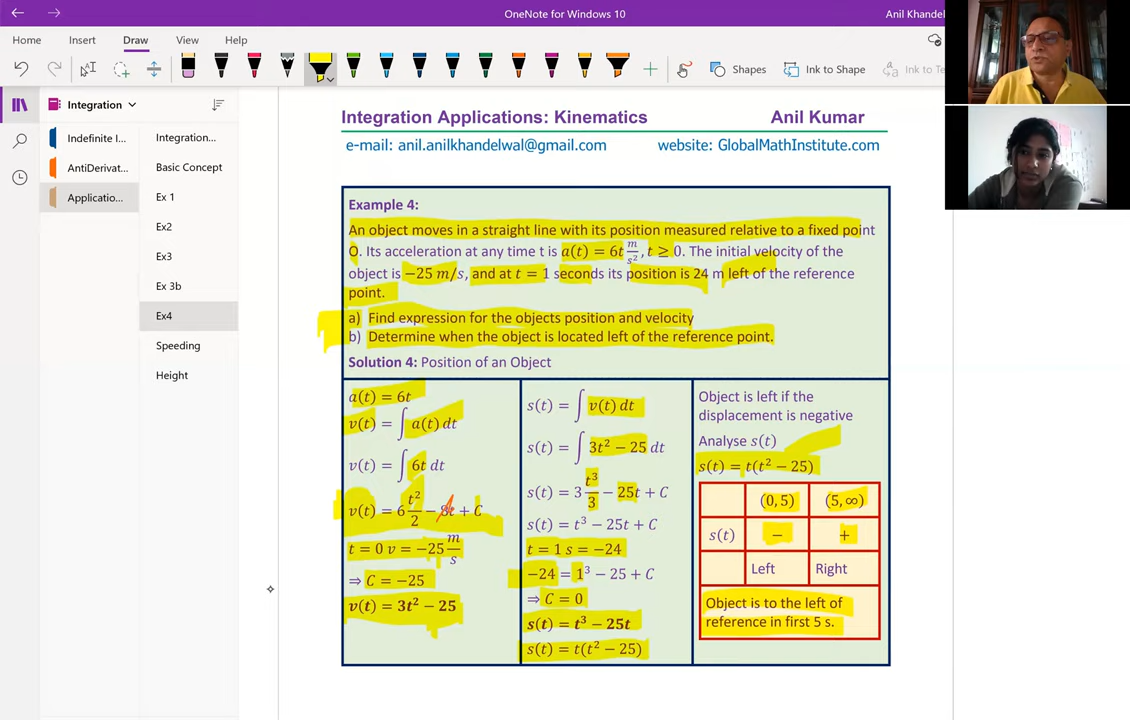 OneNote for Windows 10
Anil Khandel
Home Insert Draw View Help
Shapes Ink to Shape Ink to Te
Integration
Indefinite I...
AntiDerivat...
Applicatio...
Integration...
Basic Concept
Ex 1
Ex2
Ex3
Ex 3b
Ex4
Speeding
Height
Integration Applications: Kinematics Anil Kumar
e-mail: anil.anilkhandelwal@gmail.com website: GlobalMathInstitute.com
Example 4:
An object moves in a straight line with its position measured relative to a fixed point
O. Its acceleration at any time t is a(t) = 6t m/s², t ≥ 0. The initial velocity of the
object is −25 m/s, and at t = 1 seconds its position is 24 m left of the reference
point.
a) Find expression for the objects position and velocity
b) Determine when the object is located left of the reference point.
Solution 4: Position of an Object
a(t) = 6t
v(t) = ∫ a(t) dt
v(t) = ∫ 6t dt
v(t) = 6 t²/2 − t + C
t = 0 v = −25 m/s
⇒ C = −25
v(t) = 3t² − 25
s(t) = ∫ v(t) dt
s(t) = ∫ 3t² − 25 dt
s(t) = 3 t³/3 − 25t + C
s(t) = t³ − 25t + C
t = 1 s = −24
−24 = 1³ − 25 + C
⇒ C = 0
s(t) = t³ − 25t
s(t) = t(t² − 25)
Object is left if the
displacement is negative
Analyse s(t)
s(t) = t(t² − 25)
(0, 5) (5, ∞)
s(t) − +
Left Right
Object is to the left of
reference in first 5 s.